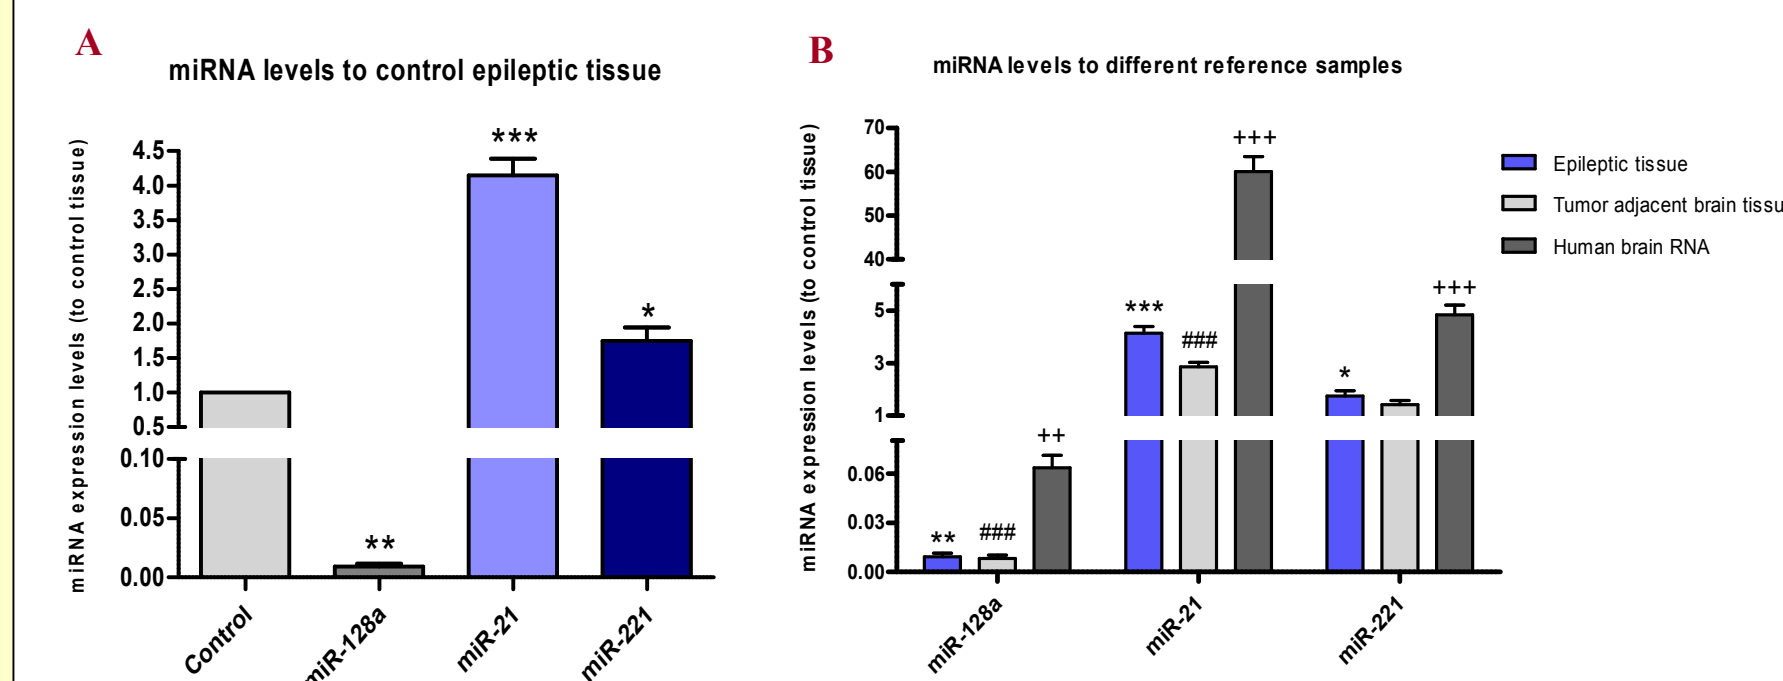 A
miRNA levels to control epileptic tissue
miRNA expression levels (to control tissue)
4.5
4.0
3.5
3.0
2.5
2.0
1.5
1.0
0.5
0.10
0.05
0.00
***
*
**
Control
miR-128a
miR-21
miR-221
B
miRNA levels to different reference samples
miRNA expression levels (to control tissue)
70
60
50
40
5
3
1
0.06
0.03
0.00
**
###
++
***
###
+++
*
+++
miR-128a
miR-21
miR-221
Epileptic tissue
Tumor adjacent brain tissu
Human brain RNA